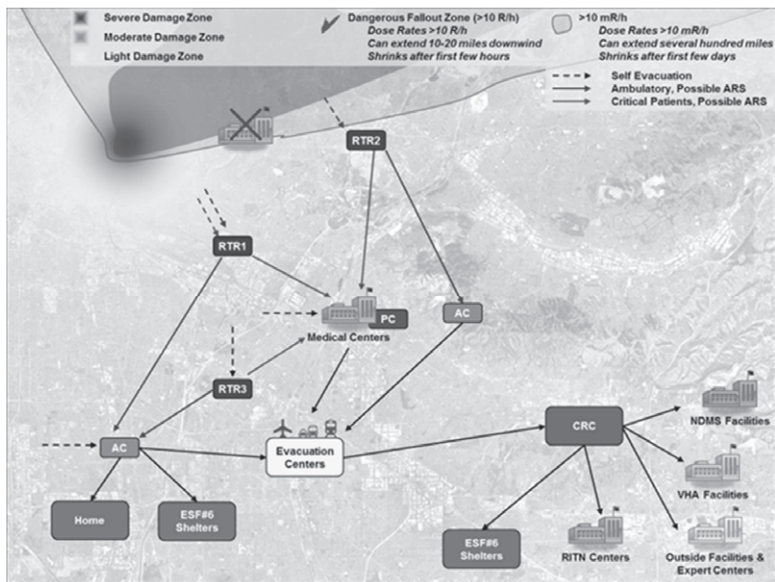 Severe Damage Zone
Moderate Damage Zone
Light Damage Zone
Dangerous Fallout Zone (>10 R/h)
Dose Rates >10 R/h
Can extend 10-20 miles downwind
Shrinks after first few hours
>10 mR/h
Dose Rates >10 mR/h
Can extend several hundred miles
Shrinks after first few days
Self Evacuation
Ambulatory, Possible ARS
Critical Patients, Possible ARS
RTR2
RTR1
PC
Medical Centers
AC
RTR3
AC
Evacuation
Centers
CRC
NDMS Facilities
VHA Facilities
Home
ESF#6
Shelters
ESF#6
Shelters
RITN Centers
Outside Facilities &
Expert Centers